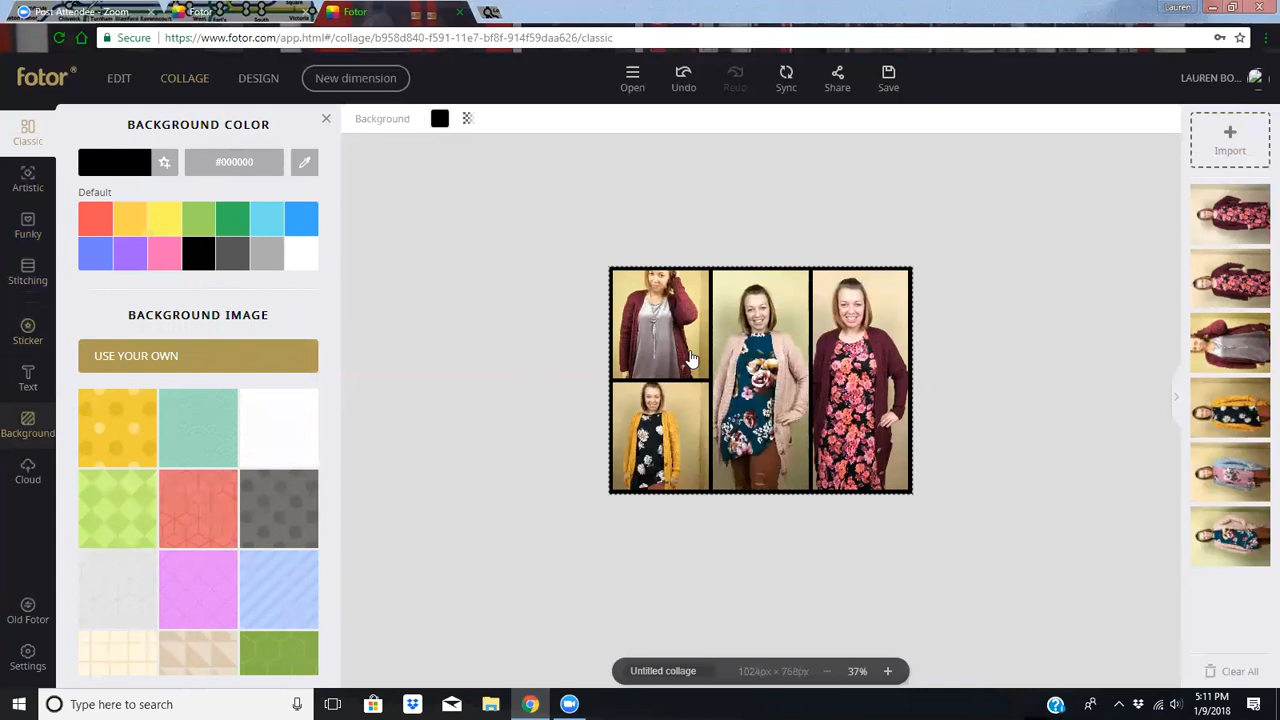 Post Attendee - Zoom
Fotor
Fotor
Lauren
Secure
https://www.fotor.com/app.html#/collage/b958d840-f591-11e7-bf8f-914f59daa626/classic
fotor®
EDIT
COLLAGE
DESIGN
New dimension
Open
Undo
Redo
Sync
Share
Save
LAUREN BO...
Classic
Artistic
Funky
Stitching
Sticker
Text
Background
Cloud
Old Fotor
Settings
BACKGROUND COLOR
#000000
Default
BACKGROUND IMAGE
USE YOUR OWN
Background
Import
Untitled collage
1024px × 768px
37%
Clear All
Type here to search
5:11 PM
1/9/2018